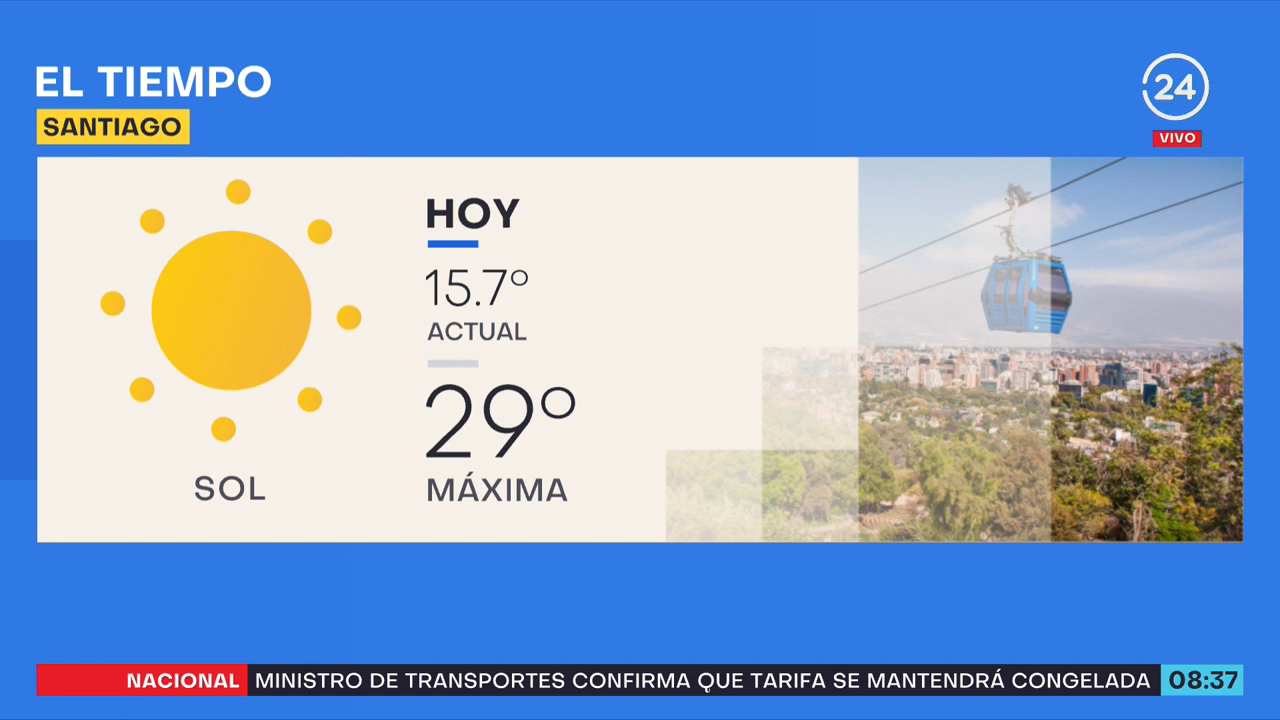 EL TIEMPO
SANTIAGO
24
VIVO
HOY
15.7°
ACTUAL
29°
MÁXIMA
SOL
NACIONAL MINISTRO DE TRANSPORTES CONFIRMA QUE TARIFA SE MANTENDRÁ CONGELADA 08:37